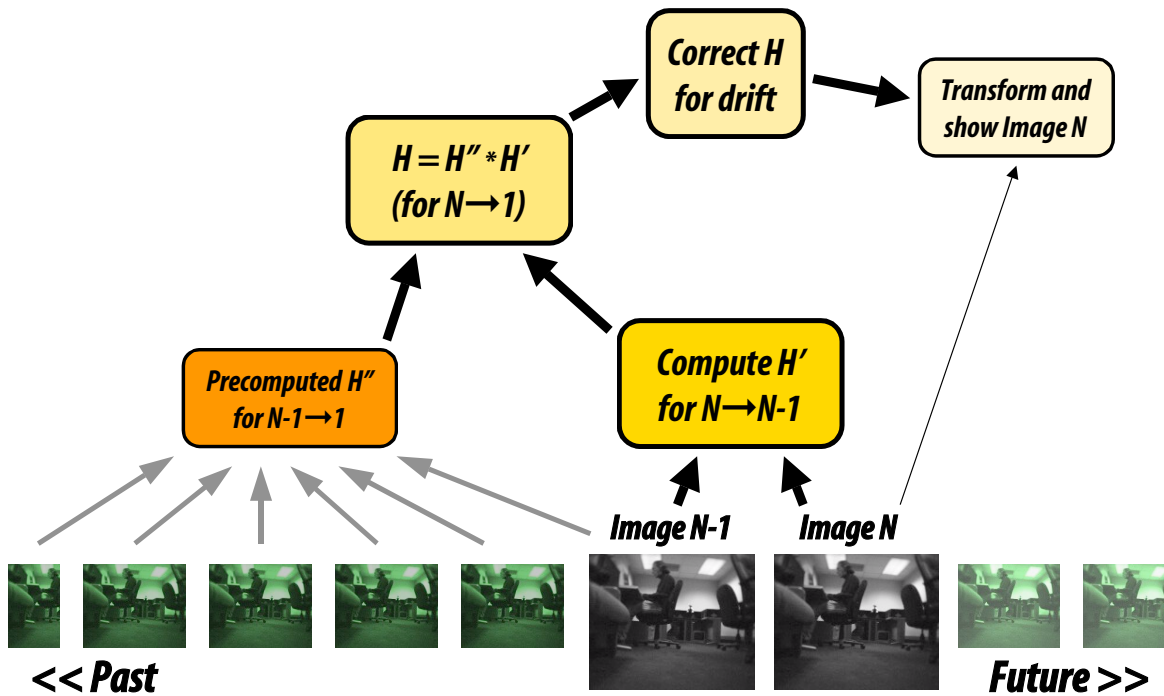 Correct H
for drift
Transform and
show Image N
H = H″ * H′
(for N→1)
Precomputed H″
for N-1→1
Compute H′
for N→N-1
Image N-1
Image N
<< Past
Future >>